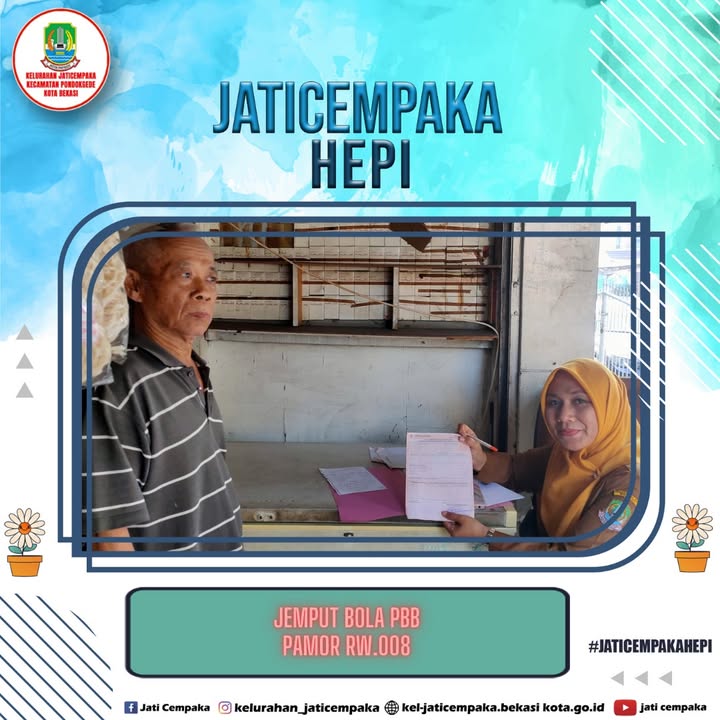 KELURAHAN JATICEMPAKA
KECAMATAN PONDOKGEDE
KOTA BEKASI
JATICEMPAKA
HEPI
JEMPUT BOLA PBB
PAMOR RW.008
#JATICEMPAKAHEPI
Jati Cempaka
kelurahan_jaticempaka
kel-jaticempaka.bekasi kota.go.id
jati cempaka